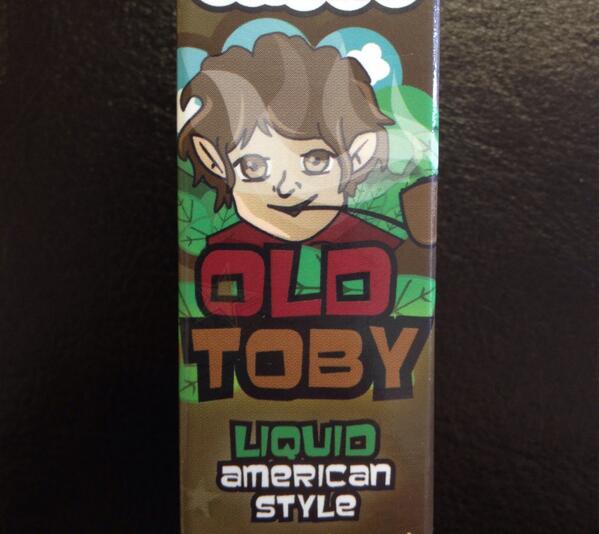 OLD
TOBY
LIQUID
american
STYLe